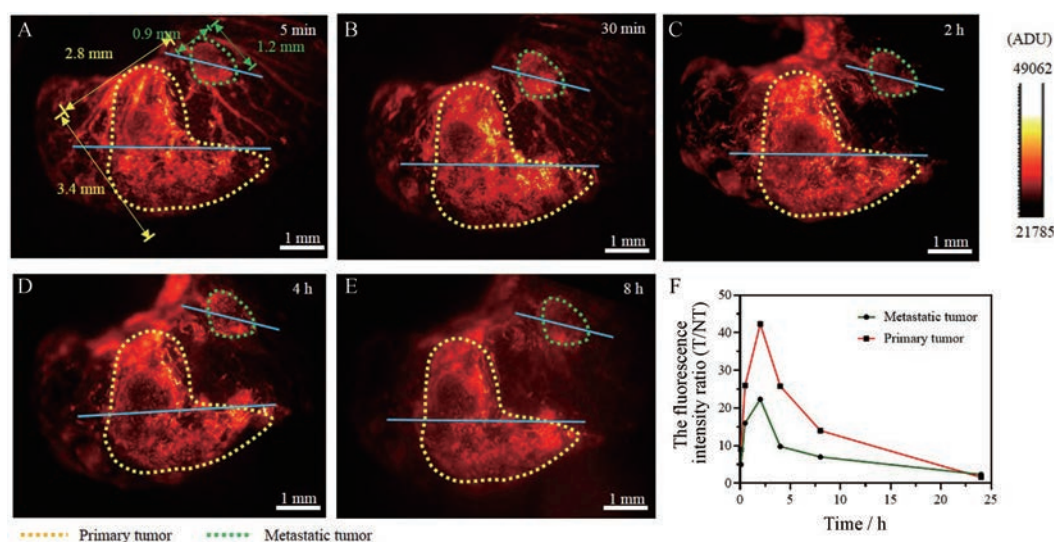 A
5 min
0.9 mm
1.2 mm
2.8 mm
3.4 mm
1 mm
B
30 min
1 mm
C
2 h
1 mm
(ADU)
49062
21785
D
4 h
1 mm
E
8 h
1 mm
F
50
40
30
20
10
0
0
5
10
15
20
25
The fluorescence
intensity ratio (T/NT)
Time / h
Metastatic tumor
Primary tumor
Primary tumor
Metastatic tumor